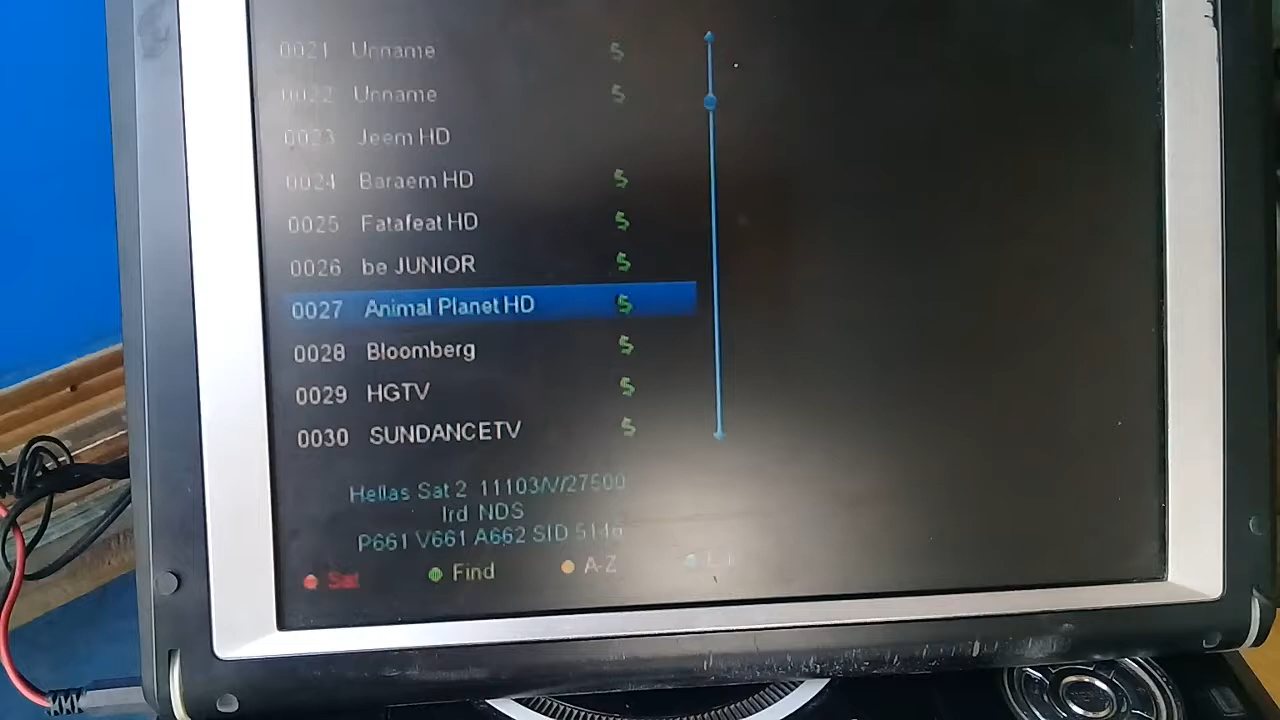 0021 Unname $
0022 Unname $
0023 Jeem HD
0024 Baraem HD $
0025 Fatafeat HD $
0026 be JUNIOR $
0027 Animal Planet HD $
0028 Bloomberg $
0029 HGTV $
0030 SUNDANCETV $
Hellas Sat 2 11103/V/27500
Ird NDS
P661 V661 A662 SID
Sat Find A-Z